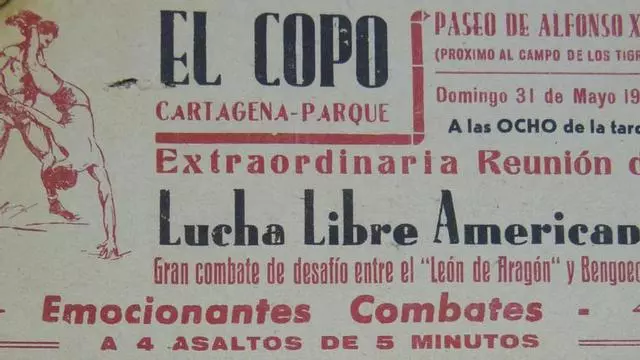 EL COPO
CARTAGENA-PARQUE
PASEO DE ALFONSO X
(PROXIMO AL CAMPO DE LOS TIGR
Domingo 31 de Mayo 19
A las OCHO de la tard
Extraordinaria Reunión d
Lucha Libre American
Gran combate de desafío entre el "León de Aragón" y Bengoec
- Emocionantes Combates - 4
A 4 ASALTOS DE 5 MINUTOS